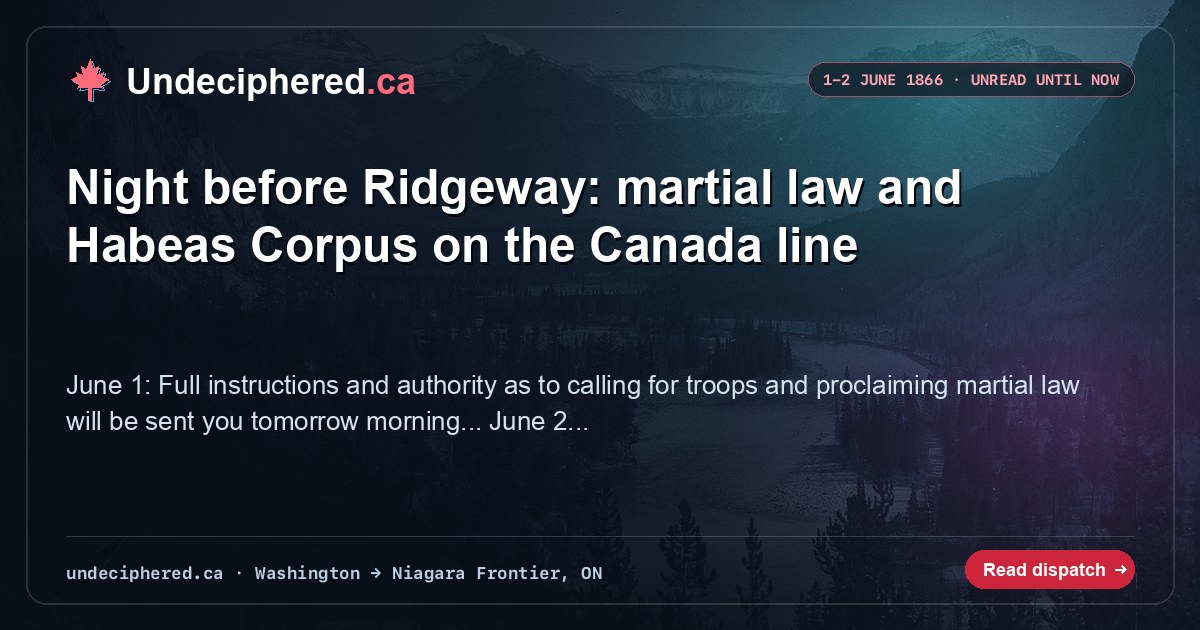 Undeciphered.ca
1–2 JUNE 1866 · UNREAD UNTIL NOW
Night before Ridgeway: martial law and
Habeas Corpus on the Canada line
June 1: Full instructions and authority as to calling for troops and proclaiming martial law
will be sent you tomorrow morning... June 2...
undeciphered.ca · Washington → Niagara Frontier, ON
Read dispatch →